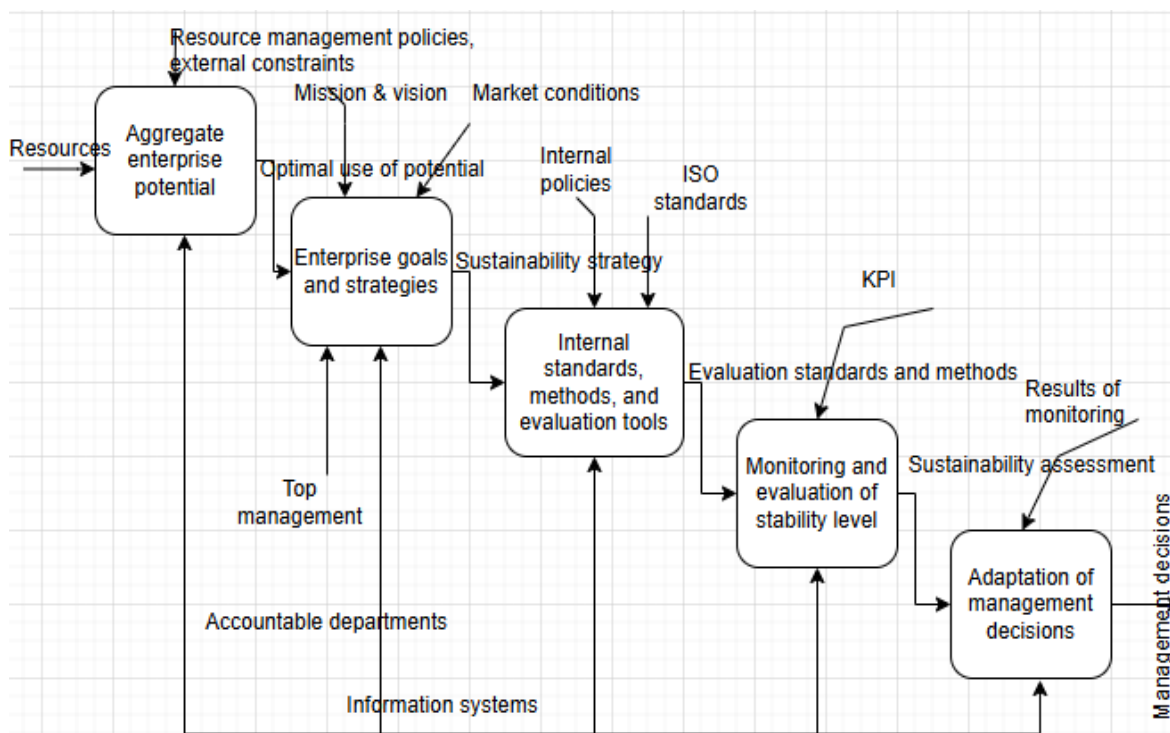 Resource management policies,
external constraints
Mission & vision
Market conditions
Resources
Aggregate
enterprise
potential
Optimal use of potential
Internal
policies
ISO
standards
Enterprise goals
and strategies
Sustainability strategy
KPI
Internal
standards,
methods, and
evaluation tools
Evaluation standards and methods
Results of
monitoring
Top
management
Monitoring and
evaluation of
stability level
Sustainability assessment
Management decisions
Adaptation of
management
decisions
Accountable departments
Information systems